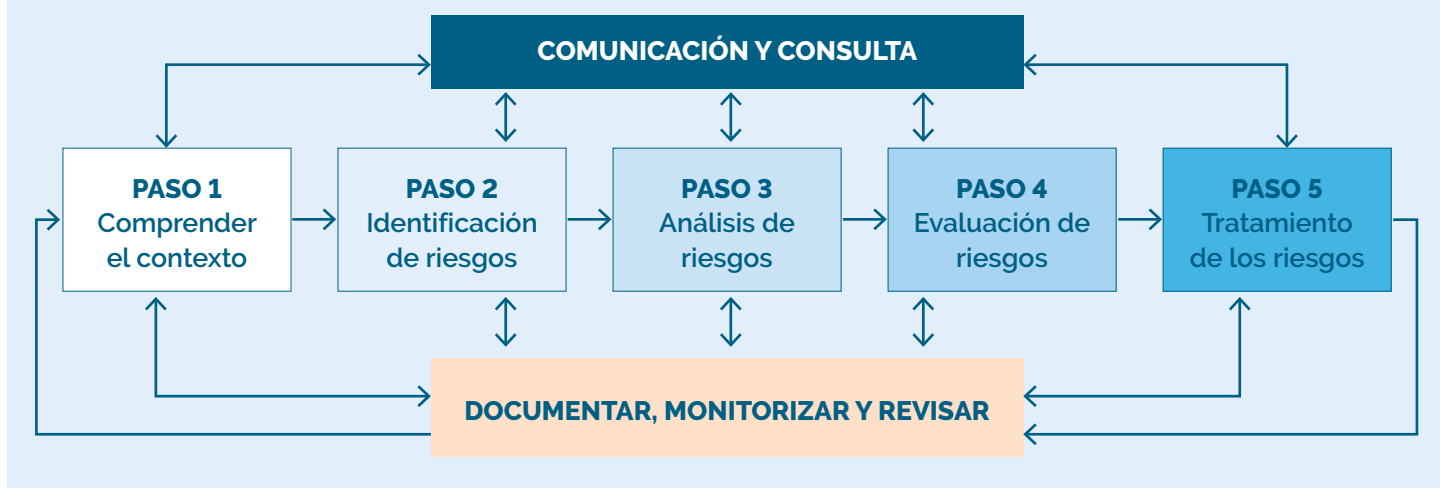 COMUNICACIÓN Y CONSULTA
PASO 1
Comprender
el contexto
PASO 2
Identificación
de riesgos
PASO 3
Análisis de
riesgos
PASO 4
Evaluación de
riesgos
PASO 5
Tratamiento
de los riesgos
DOCUMENTAR, MONITORIZAR Y REVISAR